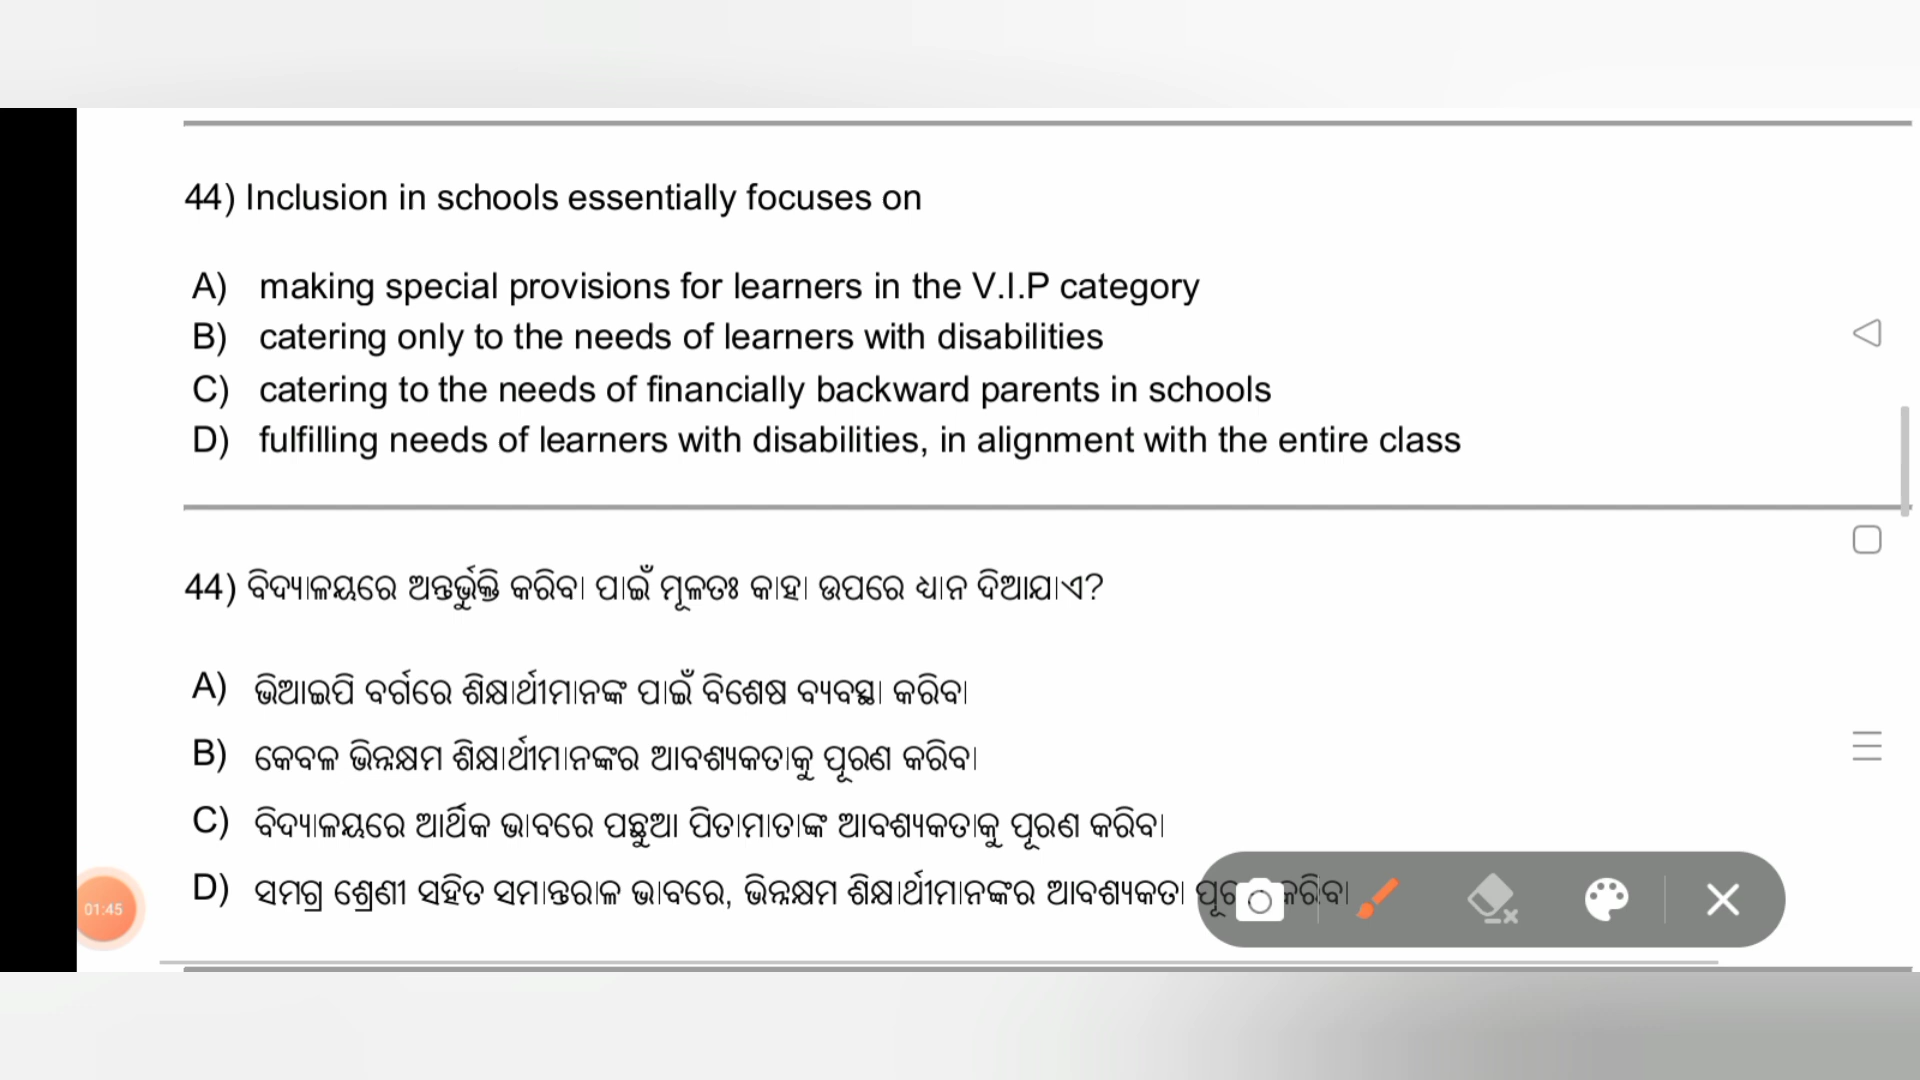 44) Inclusion in schools essentially focuses on
A) making special provisions for learners in the V.I.P category
B) catering only to the needs of learners with disabilities
C) catering to the needs of financially backward parents in schools
D) fulfilling needs of learners with disabilities, in alignment with the entire class
44) ବିଦ୍ୟାଳୟରେ ଅନ୍ତର୍ଭୁକ୍ତି କରିବା ପାଇଁ ମୂଳତଃ କାହା ଉପରେ ଧ୍ୟାନ ଦିଆଯାଏ?
A) ଭିଆଇପି ବର୍ଗରେ ଶିକ୍ଷାର୍ଥୀମାନଙ୍କ ପାଇଁ ବିଶେଷ ବ୍ୟବସ୍ଥା କରିବା
B) କେବଳ ଭିନ୍ନକ୍ଷମ ଶିକ୍ଷାର୍ଥୀମାନଙ୍କର ଆବଶ୍ୟକତାକୁ ପୂରଣ କରିବା
C) ବିଦ୍ୟାଳୟରେ ଆର୍ଥିକ ଭାବରେ ପଛୁଆ ପିତାମାତାଙ୍କ ଆବଶ୍ୟକତାକୁ ପୂରଣ କରିବା
D) ସମଗ୍ର ଶ୍ରେଣୀ ସହିତ ସମାନ୍ତରାଳ ଭାବରେ, ଭିନ୍ନକ୍ଷମ ଶିକ୍ଷାର୍ଥୀମାନଙ୍କର ଆବଶ୍ୟକତା କରିବା
01:45